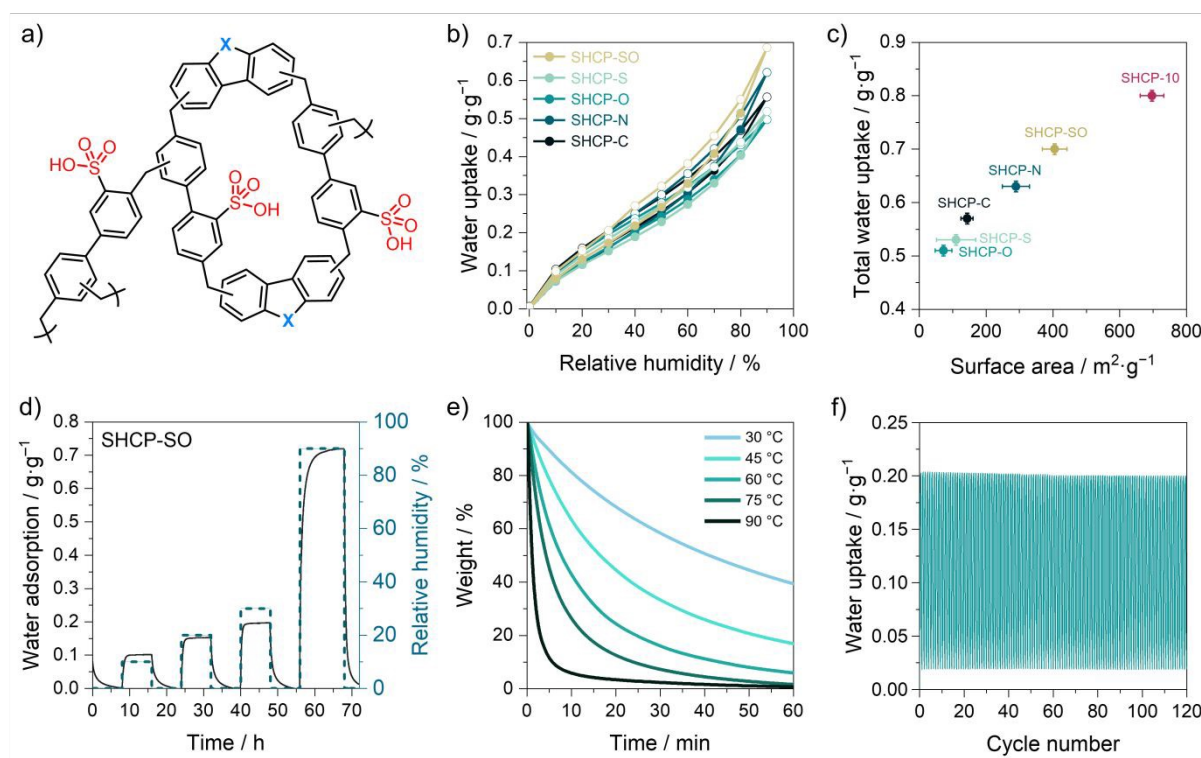 a)
X
HO
S
O
O
O
S
O
OH
S
O
O
OH
X
b)
Water uptake / g·g⁻¹
0.7
0.6
0.5
0.4
0.3
0.2
0.1
0.0
SHCP-SO
SHCP-S
SHCP-O
SHCP-N
SHCP-C
0 20 40 60 80 100
Relative humidity / %
c)
Total water uptake / g·g⁻¹
0.9
0.8
0.7
0.6
0.5
0.4
SHCP-10
SHCP-SO
SHCP-N
SHCP-C
SHCP-S
SHCP-O
0 200 400 600 800
Surface area / m²·g⁻¹
d)
Water adsorption / g·g⁻¹
0.8
0.7
0.6
0.5
0.4
0.3
0.2
0.1
0.0
SHCP-SO
100
80
60
40
20
0
Relative humidity / %
0 10 20 30 40 50 60 70
Time / h
e)
Weight / %
100
80
60
40
20
0
30 °C
45 °C
60 °C
75 °C
90 °C
0 10 20 30 40 50 60
Time / min
f)
Water uptake / g·g⁻¹
0.25
0.20
0.15
0.10
0.05
0.00
0 20 40 60 80 100 120
Cycle number